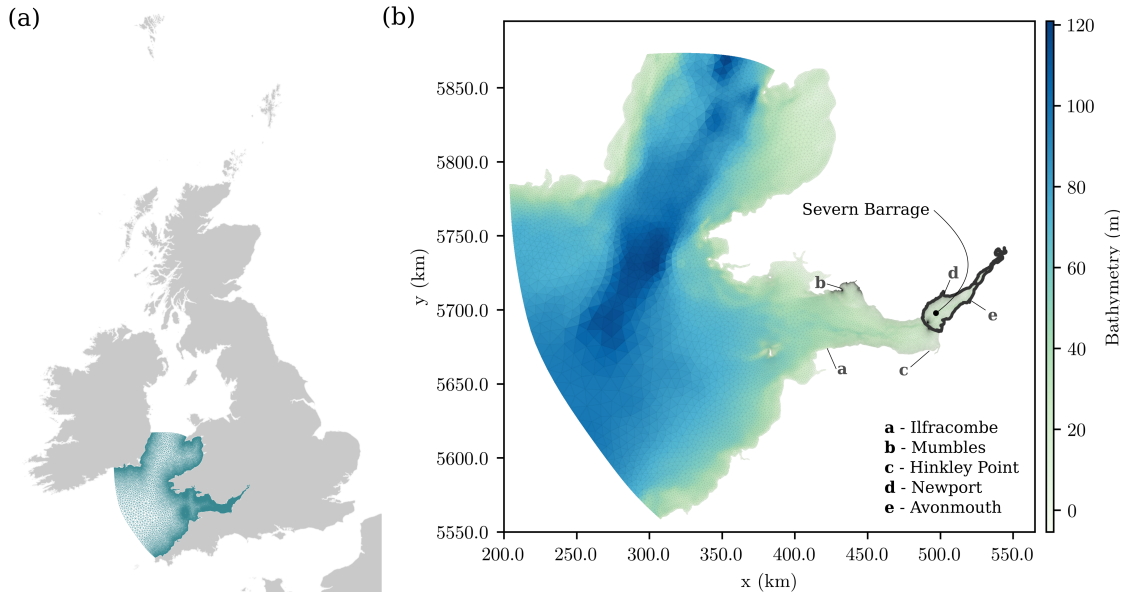 (a)
(b)
5850.0
5800.0
5750.0
5700.0
5650.0
5600.0
5550.0
y (km)
200.0 250.0 300.0 350.0 400.0 450.0 500.0 550.0
x (km)
Severn Barrage
b
d
e
a
c
a - Ilfracombe
b - Mumbles
c - Hinkley Point
d - Newport
e - Avonmouth
120
100
80
60
40
20
0
Bathymetry (m)